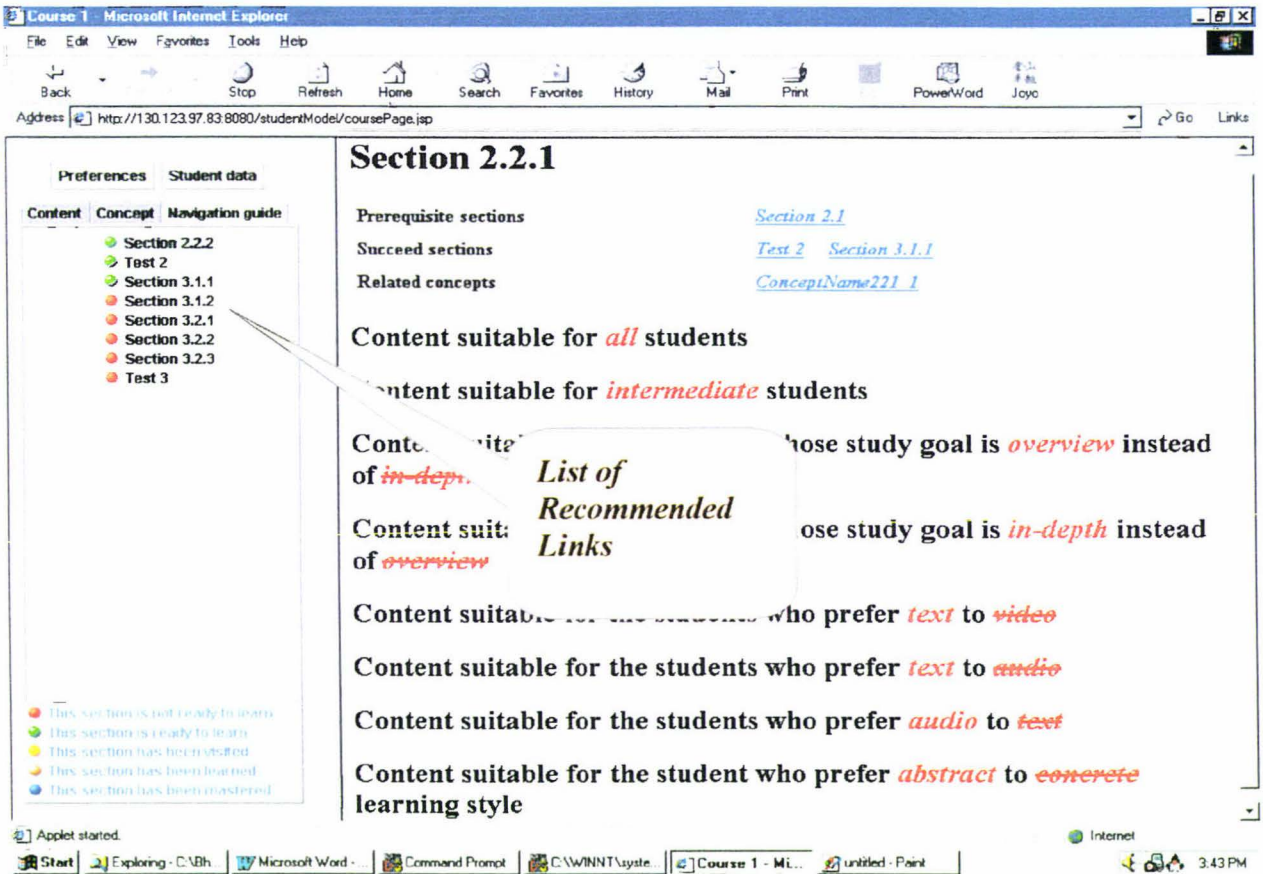 Course 1 - Microsoft Internet Explorer
File Edit View Favorites Tools Help
Back Stop Refresh Home Search Favorites History Mail Print PowerWord Joyo
Address http://130.123.97.83:8080/studentModel/coursePage.jsp Go Links
Preferences Student data
Content Concept Navigation guide
Section 2.2.2
Test 2
Section 3.1.1
Section 3.1.2
Section 3.2.1
Section 3.2.2
Section 3.2.3
Test 3
This section is not ready to learn
This section is ready to learn
This section has been visited
This section has been learned
This section has been mastered
Section 2.2.1
Prerequisite sections Section 2.1
Succeed sections Test 2 Section 3.1.1
Related concepts ConceptName221_1
Content suitable for all students
Content suitable for intermediate students
hose study goal is overview instead
of in-dep
Content suita ose study goal is in-depth instead
of overview
Content suitable for the students who prefer text to video
Content suitable for the students who prefer text to audio
Content suitable for the students who prefer audio to text
Content suitable for the student who prefer abstract to concrete
learning style
List of
Recommended
Links
Applet started. Internet
Start Exploring - C:\Bh... Microsoft Word - ... Command Prompt C:\WINNT\syste... Course 1 - Mi... untitled - Paint 3:43 PM